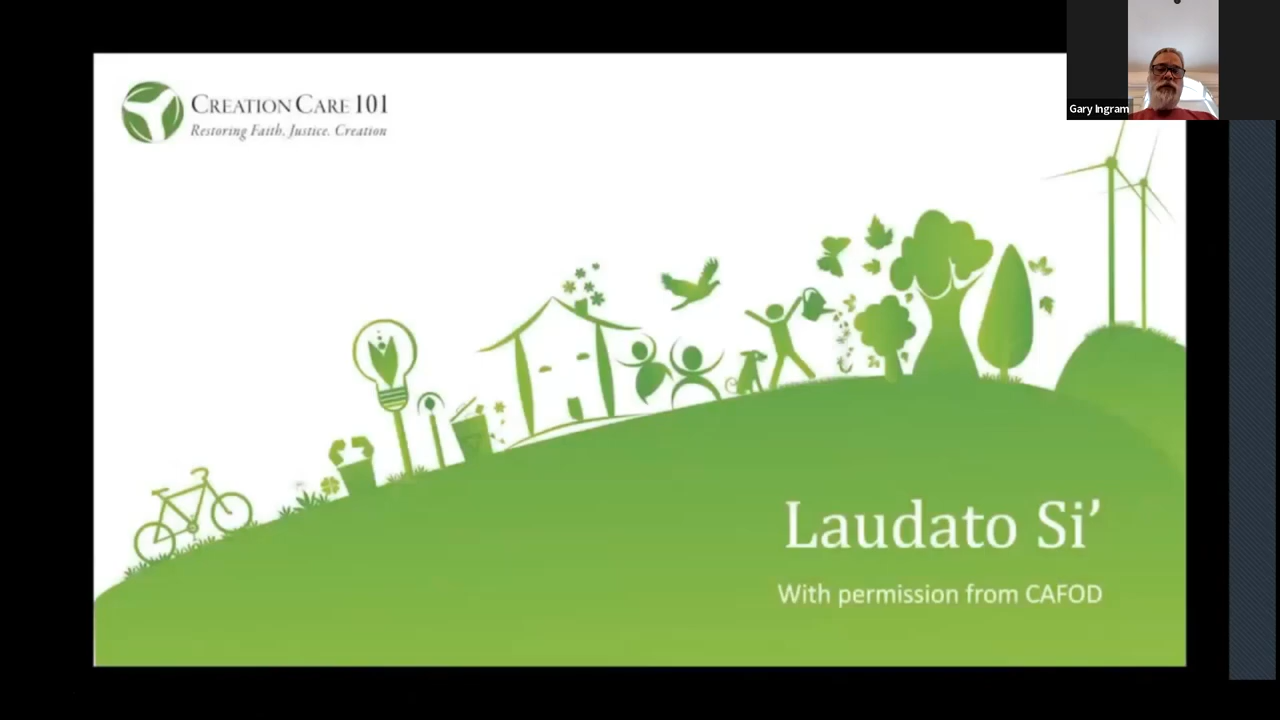 CREATION CARE 101
Restoring Faith. Justice. Creation
Gary Ingram
Laudato Si’
With permission from CAFOD